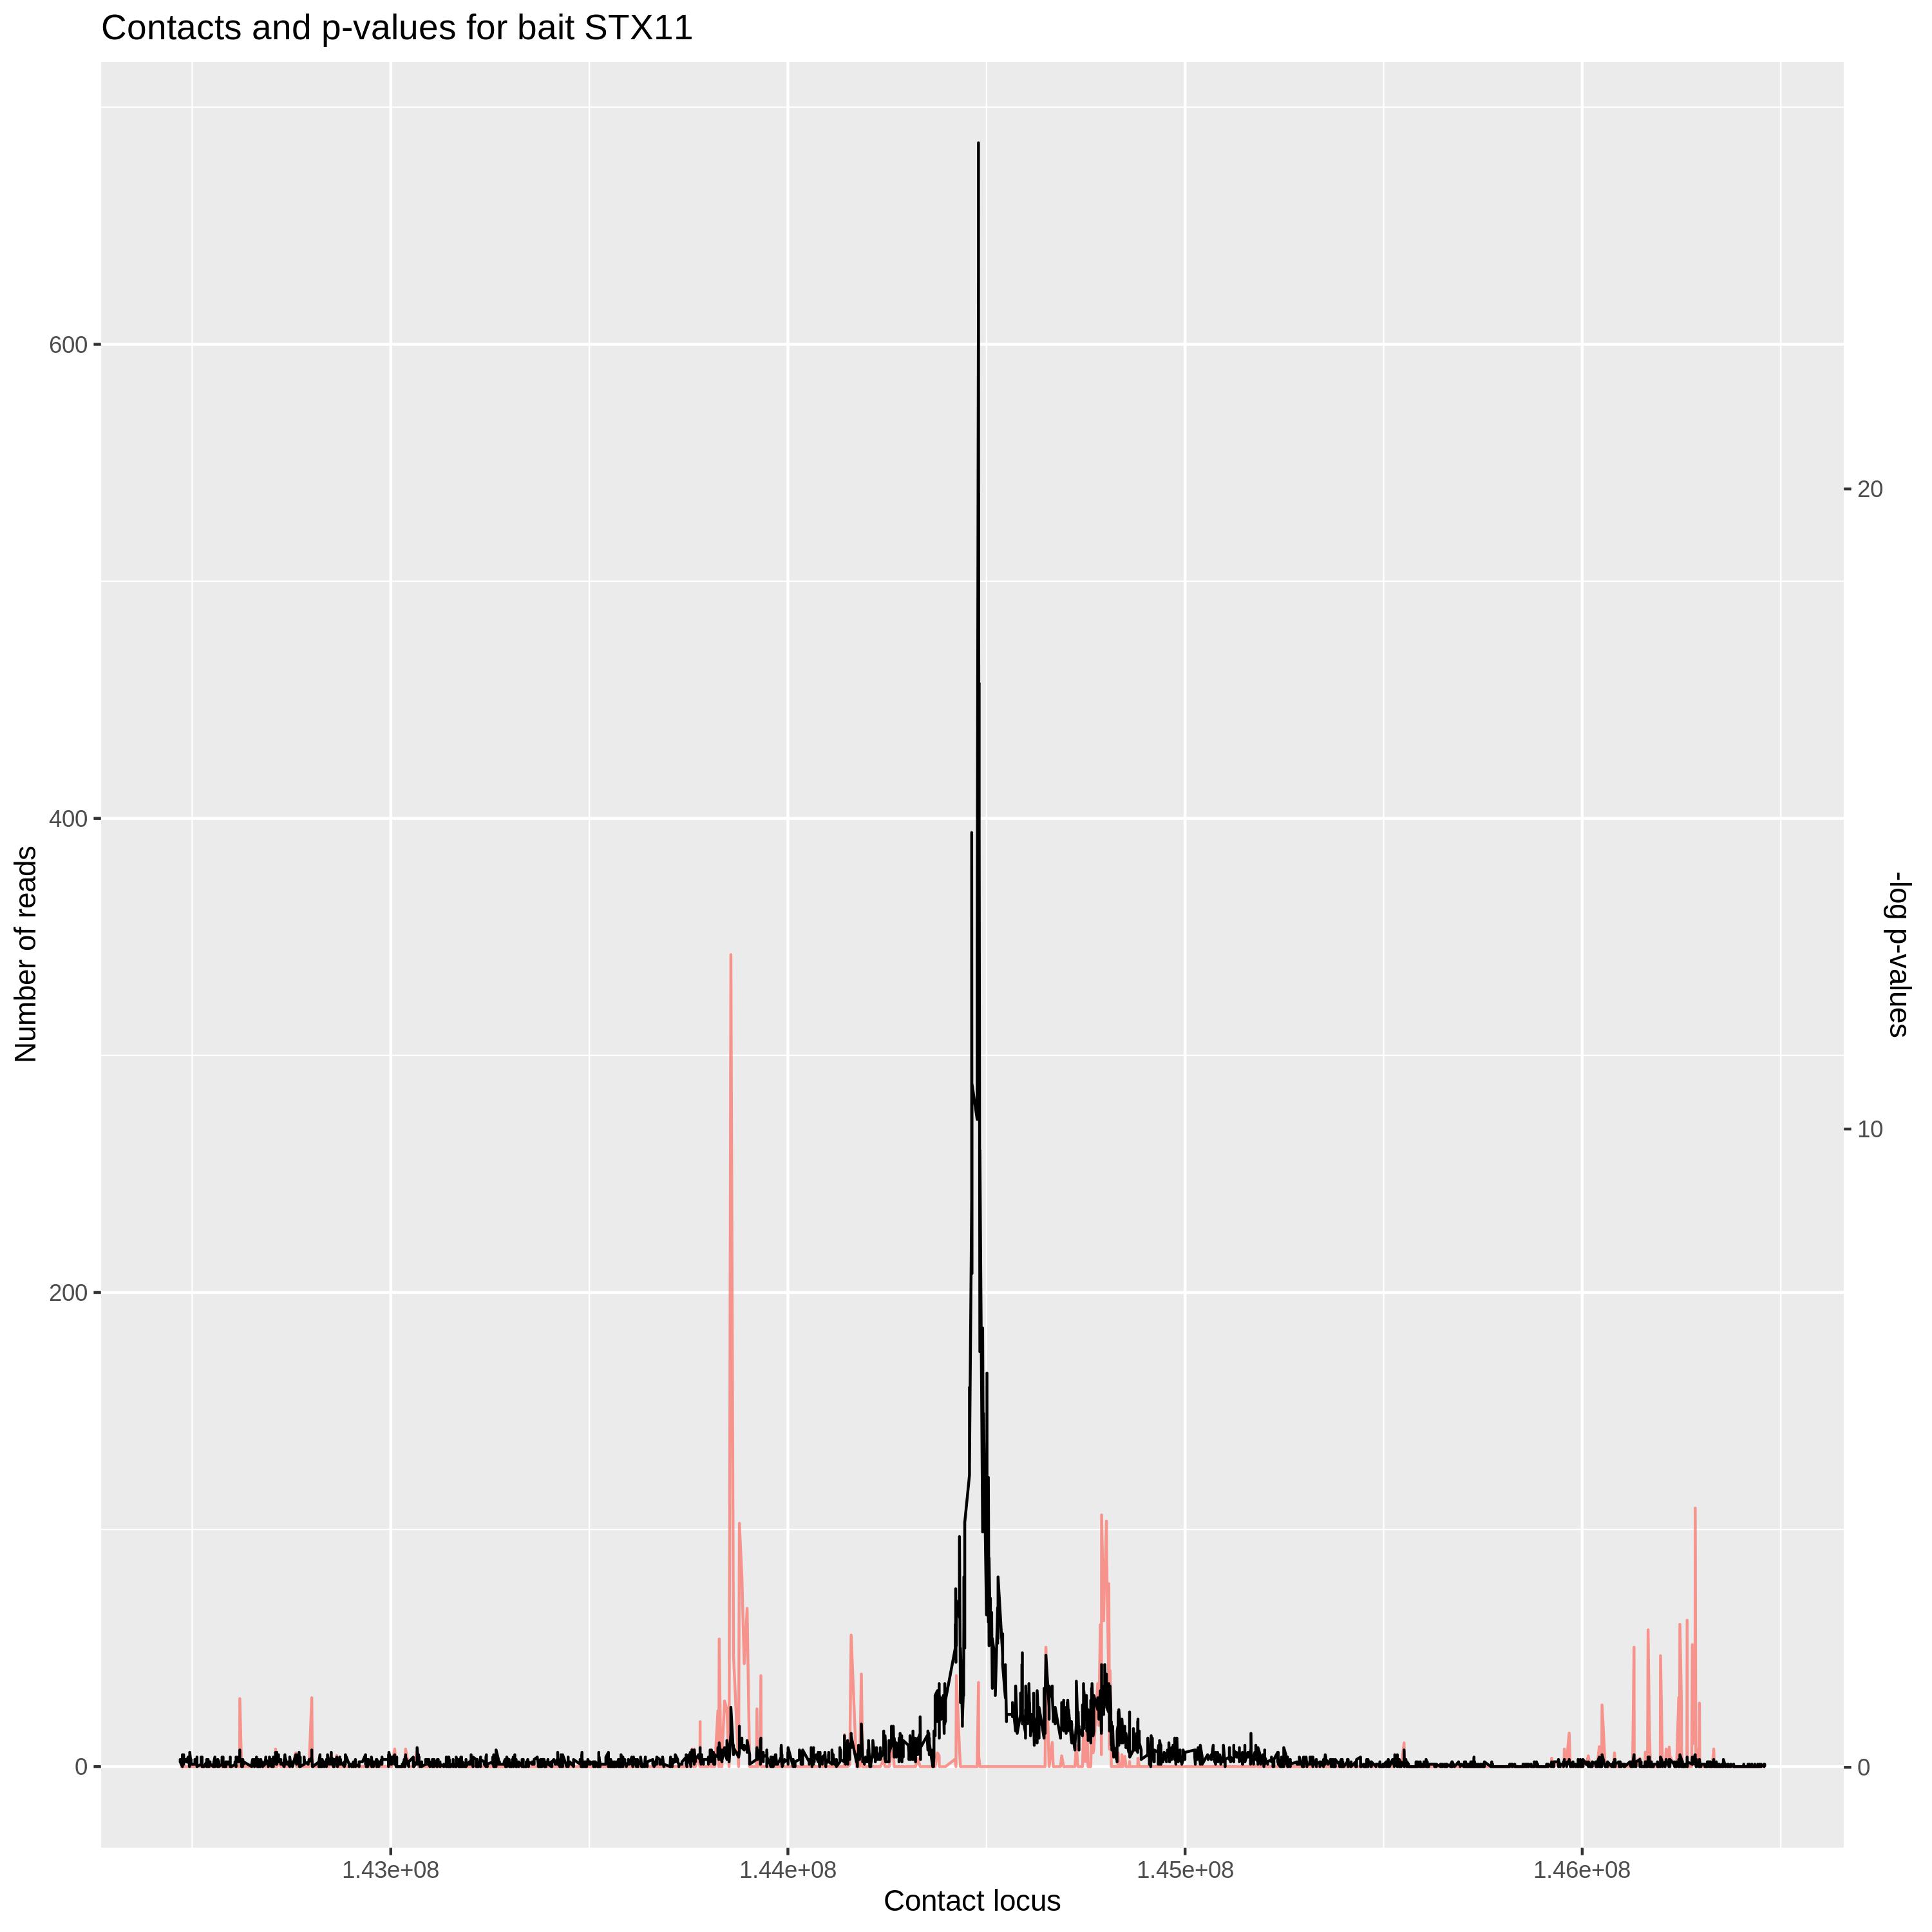 Contacts and p-values for bait STX11
600
400
200
0
Number of reads
20
10
0
-log p-values
1.43e+08
1.44e+08
1.45e+08
1.46e+08
Contact locus